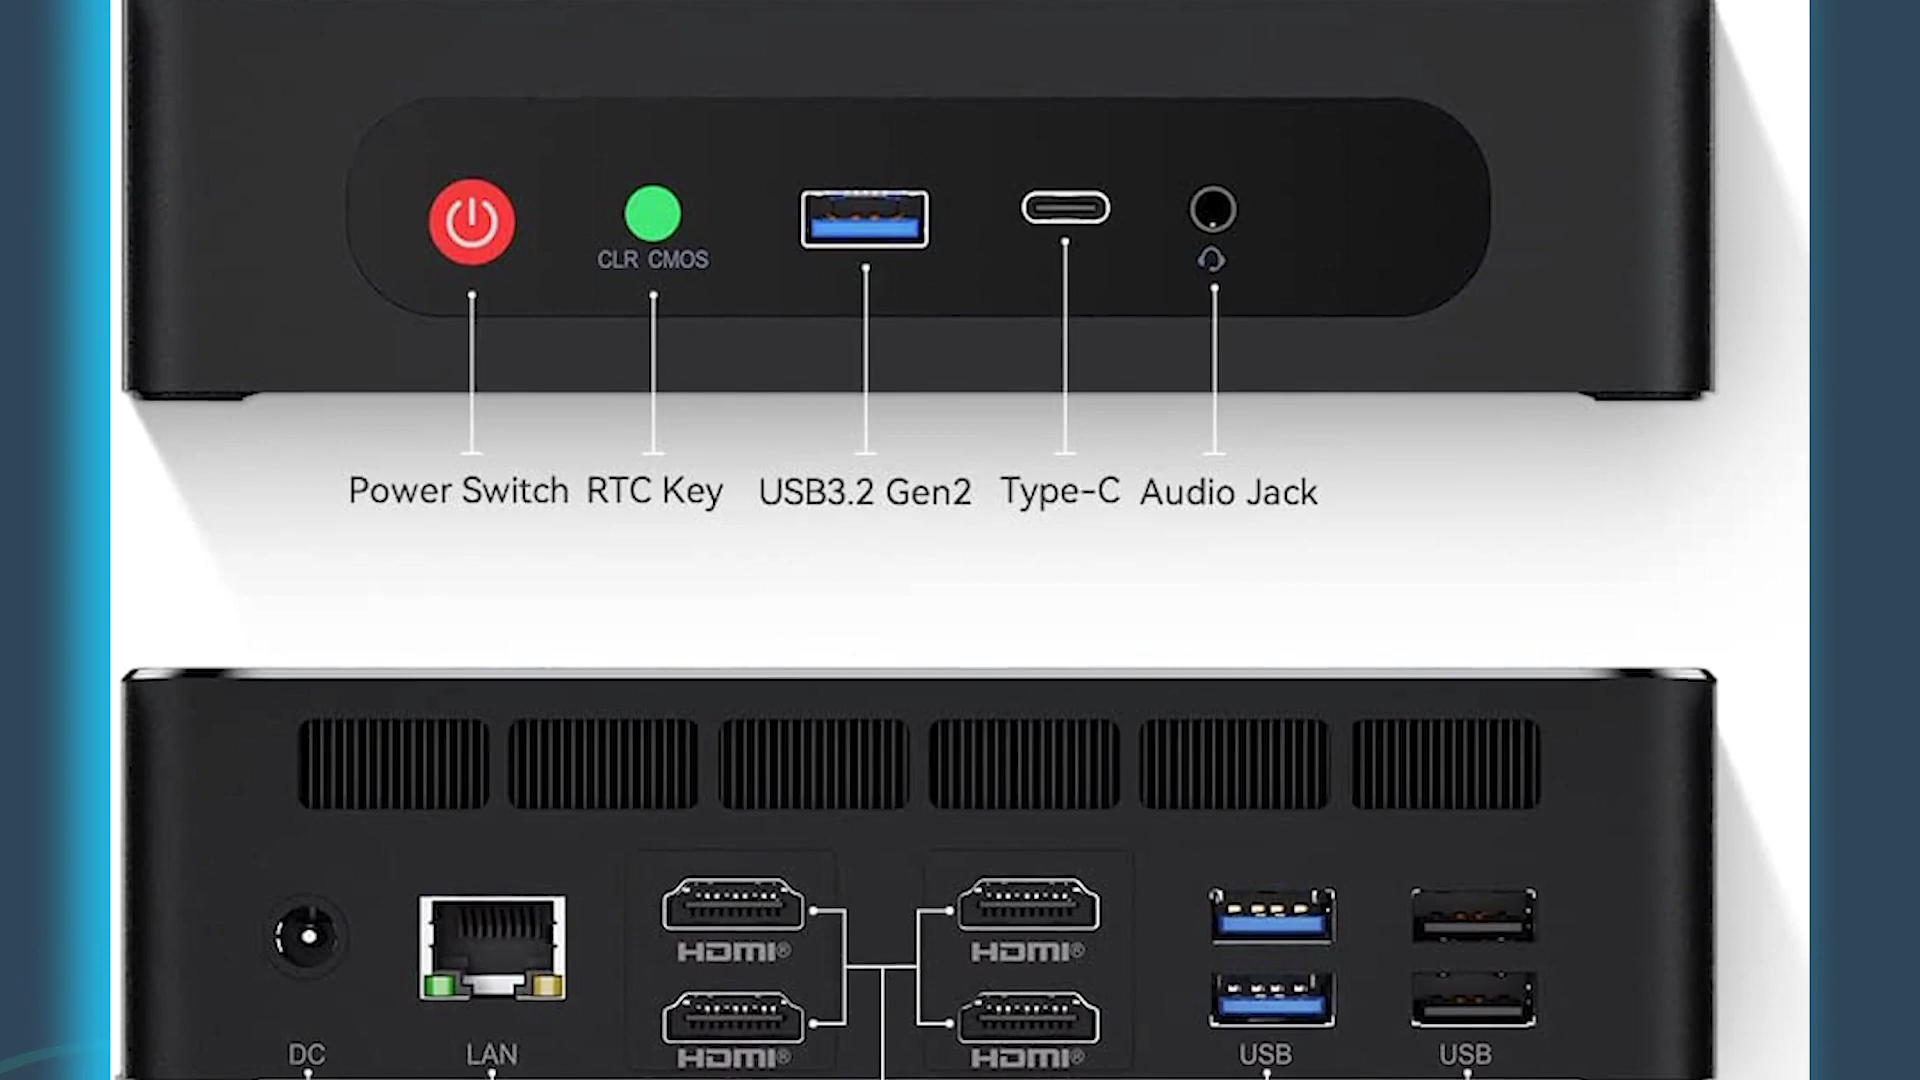 CLR CMOS
Power Switch RTC Key USB3.2 Gen2 Type-C Audio Jack
HDMI® HDMI®
HDMI® HDMI®
DC LAN USB USB